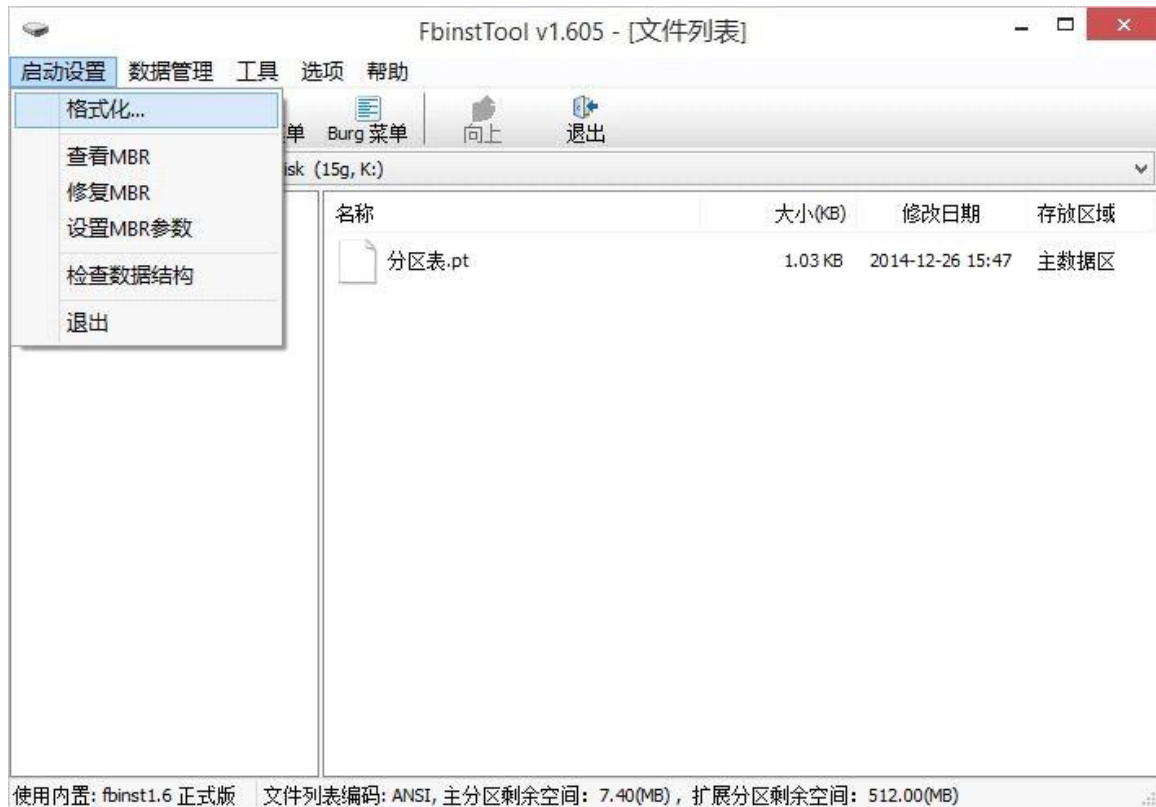 FbinstTool v1.605 - [文件列表]
启动设置 数据管理 工具 选项 帮助
格式化...
查看MBR
修复MBR
设置MBR参数
检查数据结构
退出
单 Burg 菜单 向上 退出
isk (15g, K:)
名称 大小(KB) 修改日期 存放区域
分区表.pt 1.03 KB 2014-12-26 15:47 主数据区
使用内置: fbinst1.6 正式版 文件列表编码: ANSI, 主分区剩余空间: 7.40(MB) , 扩展分区剩余空间: 512.00(MB)